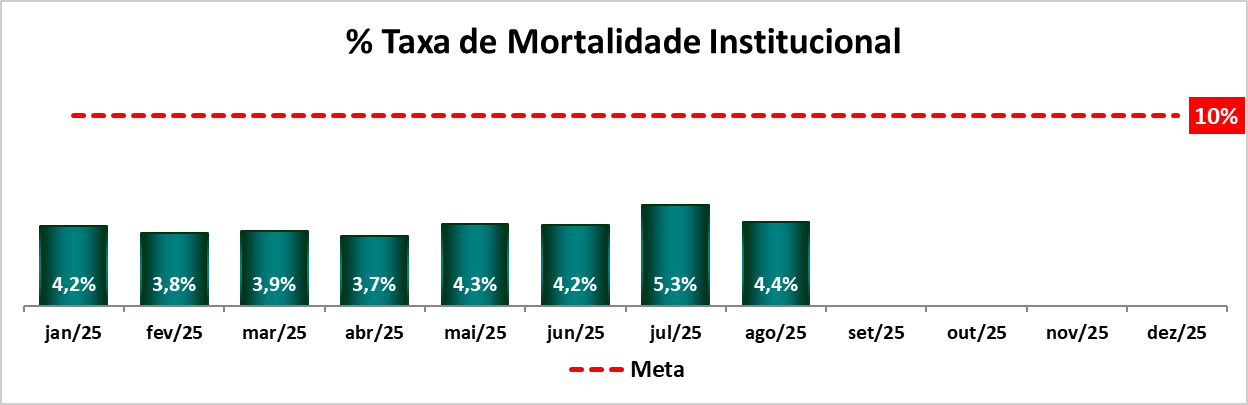 % Taxa de Mortalidade Institucional
10%
4,2% 3,8% 3,9% 3,7% 4,3% 4,2% 5,3% 4,4%
jan/25 fev/25 mar/25 abr/25 mai/25 jun/25 jul/25 ago/25 set/25 out/25 nov/25 dez/25
Meta